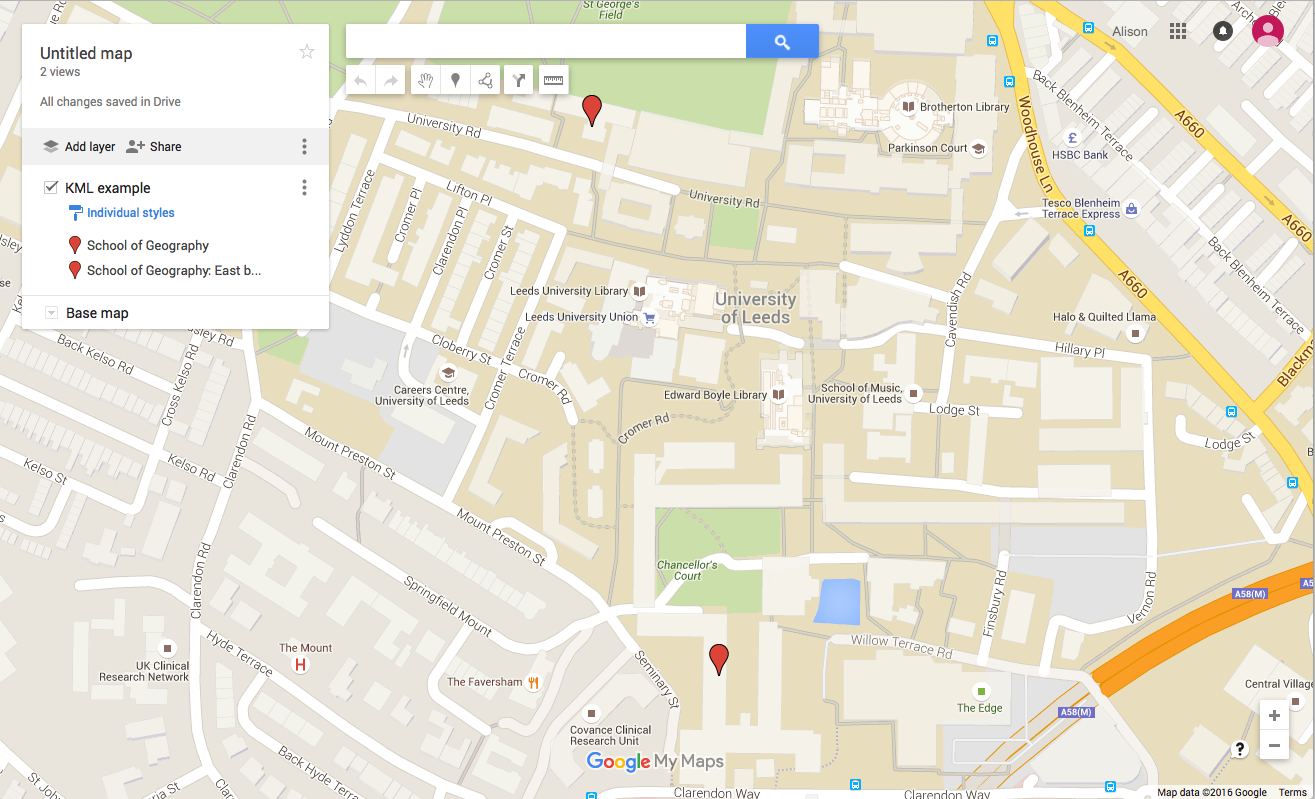 Untitled map
2 views
All changes saved in Drive
Add layer
Share
KML example
Individual styles
School of Geography
School of Geography: East b...
Base map
St George's
Field
Alison
Back Blenheim Terrace
A660
Woodhouse Ln
Brotherton Library
Parkinson Court
HSBC Bank
Tesco Blenheim
Terrace Express
A660
Back Blenheim Terrace
A660
University Rd
University Rd
Lifton Pl
Lyddon Terrace
Cromer Pl
Clarendon Pl
Cromer St
Leeds University Library
Leeds University Union
University
of Leeds
Cavendish Rd
Halo & Quilted Llama
Hillary Pl
Back Kelso Rd
Cross Kelso Rd
Cloberry St
Cromer Terrace
Cromer Rd
Careers Centre,
University of Leeds
Edward Boyle Library
School of Music,
University of Leeds
Lodge St
Lodge St
Cromer Rd
Clarendon Rd
Mount Preston St
Kelso Rd
Kelso St
Mount Preston St
Chancellor's
Court
Clarendon Rd
Springfield Mount
Finsbury Rd
Vernon Rd
A58(M)
Hyde Terrace
The Mount
UK Clinical
Research Network
The Faversham
Seminary St
Willow Terrace Rd
The Edge
A58(M)
Central Village
Covance Clinical
Research Unit
Google My Maps
Back Hyde Terrace
Clarendon Way
Clarendon Way
?
Map data ©2016 Google
Terms